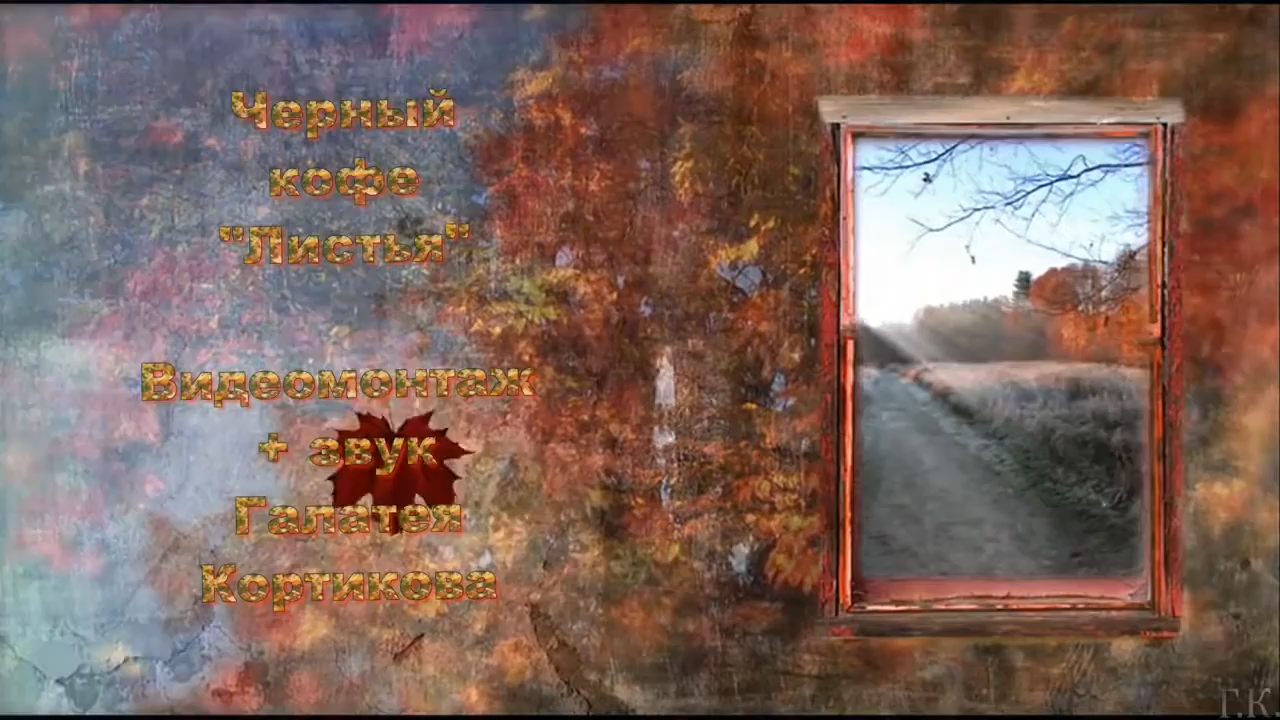 Черный
кофе
"Листья"
Видеомонтаж
+ звук
Галатея
Кортикова
Г.К.